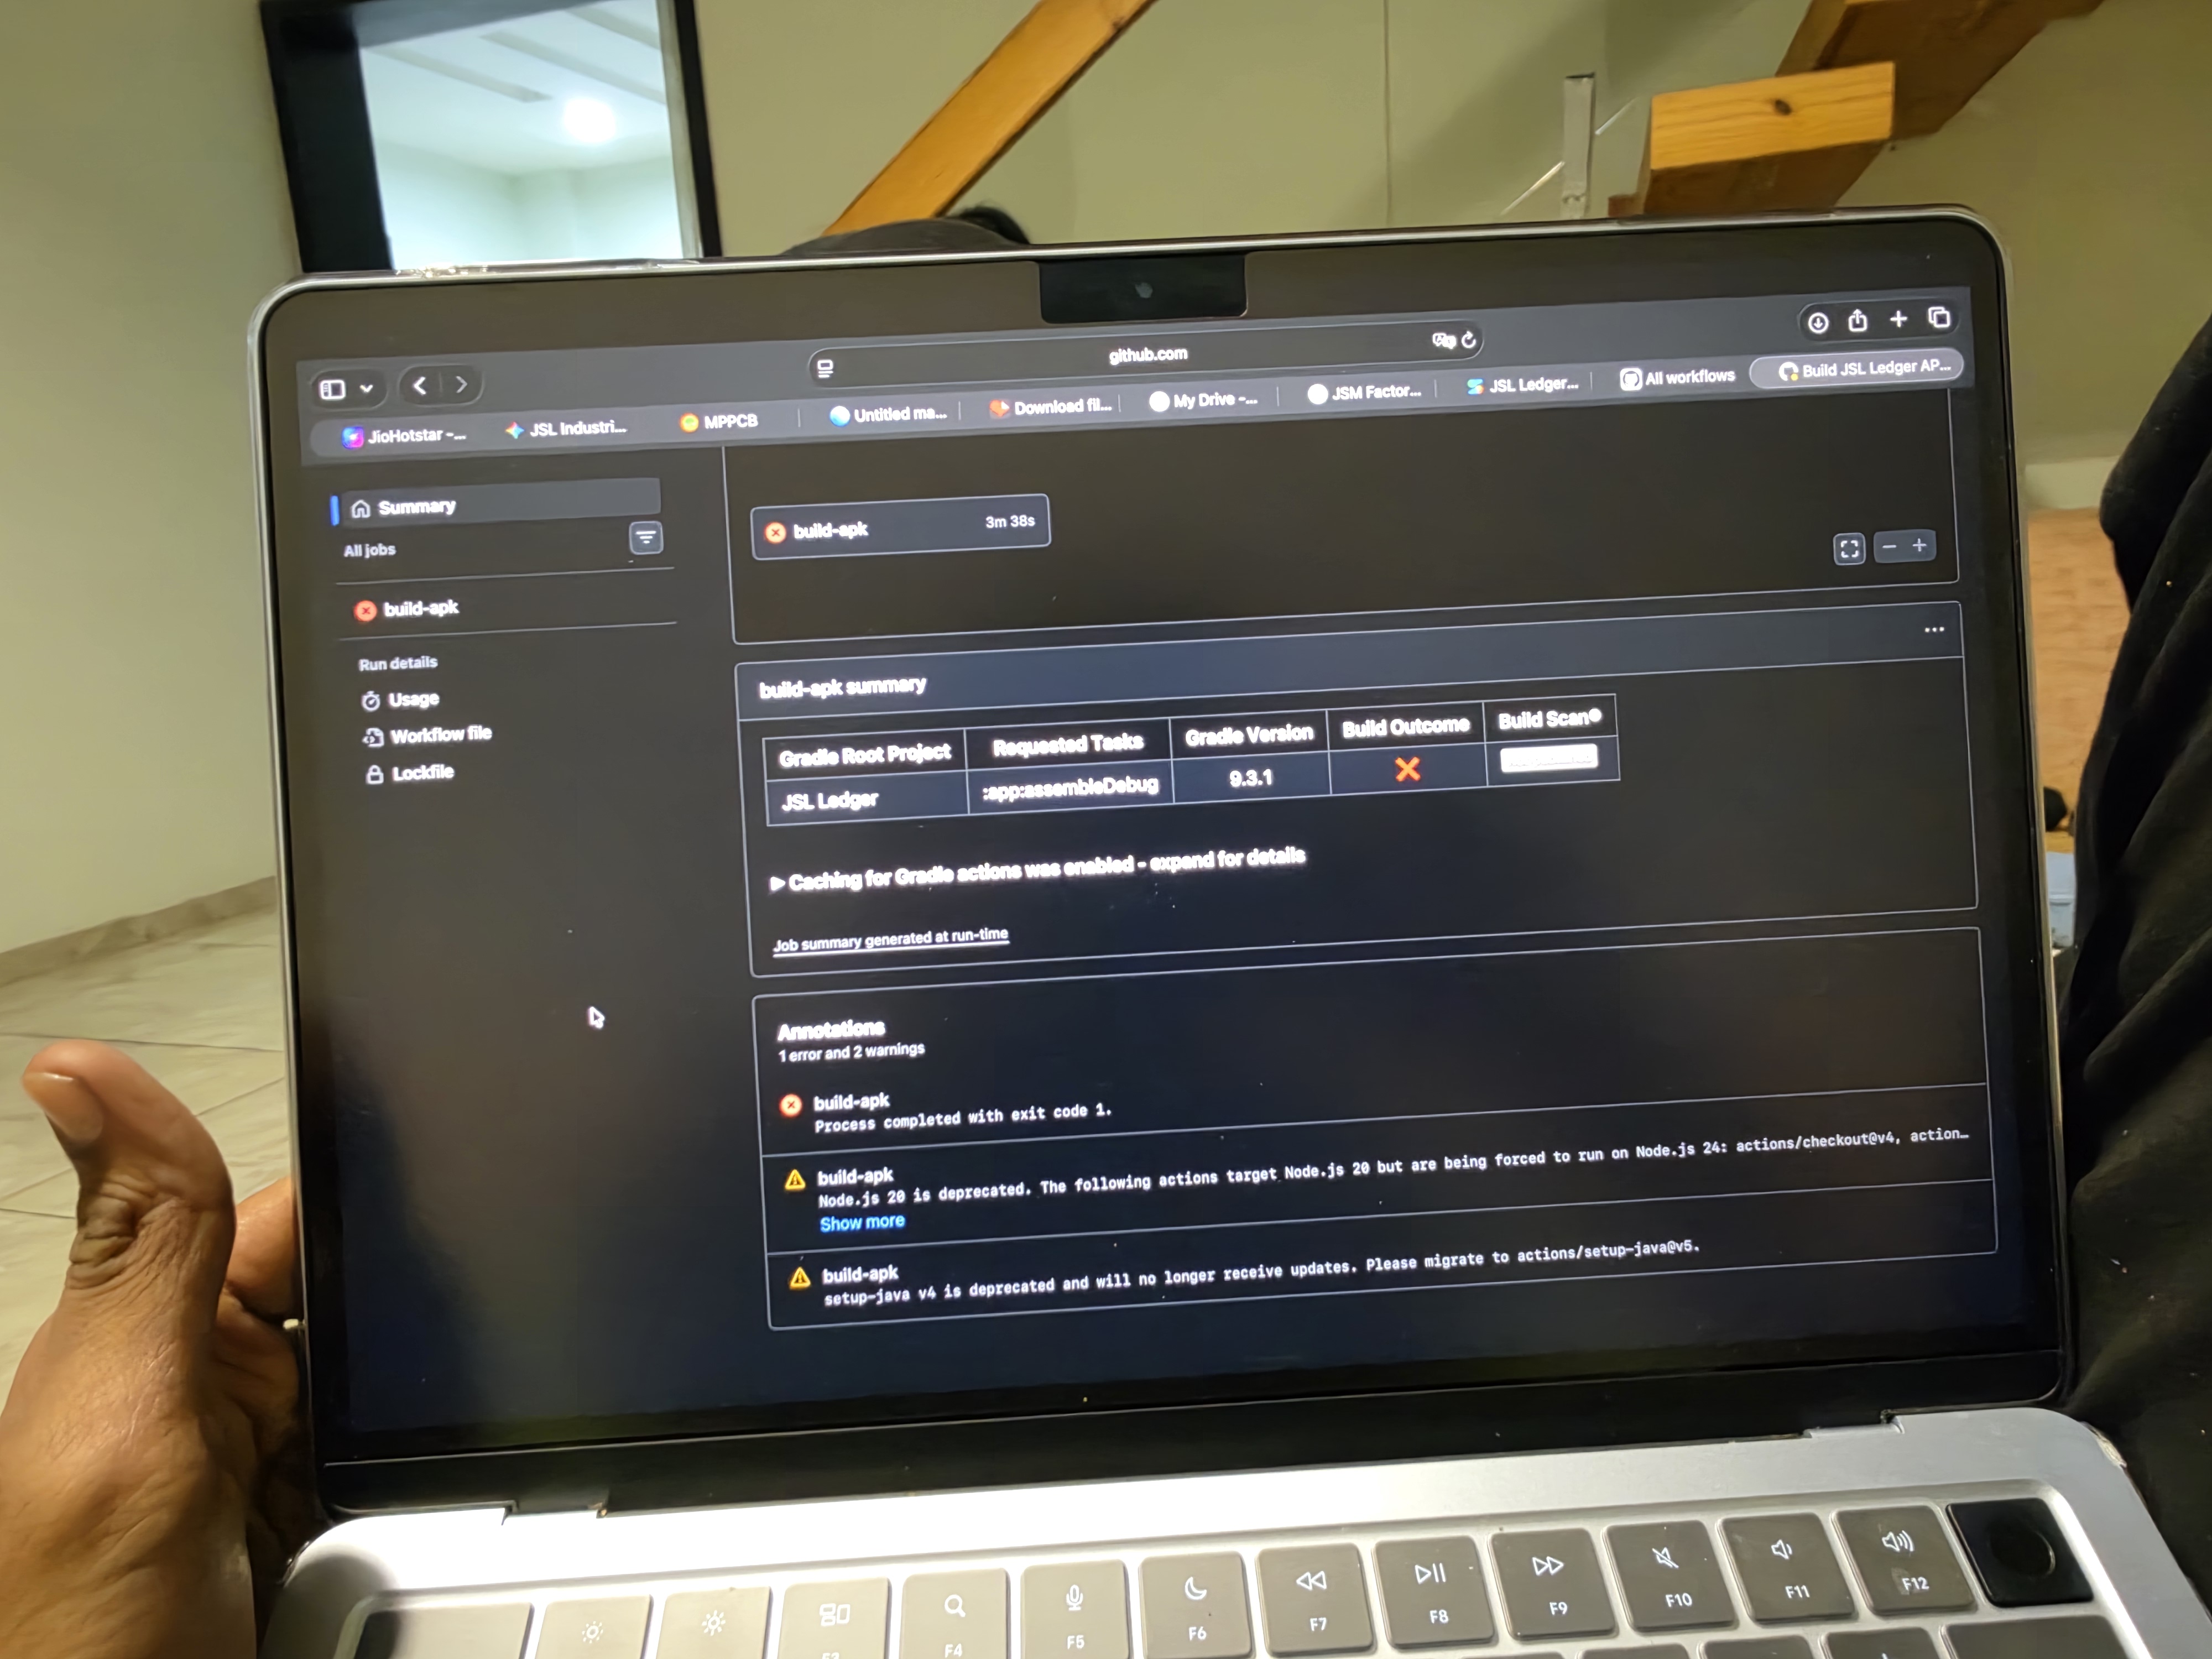 github.com
JioHotstar -...
JSL Industri...
MPPCB
Untitled ma...
Download fil...
My Drive -...
JSM Factor...
JSL Ledger...
All workflows
Build JSL Ledger AP...
Summary
All jobs
build-apk
Run details
Usage
Workflow file
Lockfile
build-apk 3m 38s
build-apk summary
Gradle Root Project Requested Tasks Gradle Version Build Outcome Build Scan®
JSL Ledger :app:assembleDebug 9.3.1
Caching for Gradle actions was enabled - expand for details
Job summary generated at run-time
Annotations
1 error and 2 warnings
build-apk
Process completed with exit code 1.
build-apk
Node.js 20 is deprecated. The following actions target Node.js 20 but are being forced to run on Node.js 24: actions/checkout@v4, action…
Show more
build-apk
setup-java v4 is deprecated and will no longer receive updates. Please migrate to actions/setup-java@v5.
F4
F5
F6
F7
F8
F9
F10
F11
F12